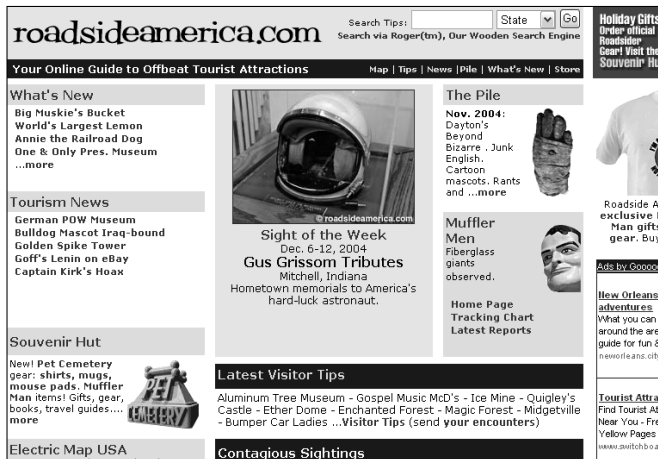 roadsideamerica.com
Search Tips:
State
Go
Search via Roger(tm), Our Wooden Search Engine
Your Online Guide to Offbeat Tourist Attractions
Map | Tips | News |Pile | What's New | Store
What's New
Big Muskie's Bucket
World's Largest Lemon
Annie the Railroad Dog
One & Only Pres. Museum
...more
Tourism News
German POW Museum
Bulldog Mascot Iraq-bound
Golden Spike Tower
Goff's Lenin on eBay
Captain Kirk's Hoax
Souvenir Hut
New! Pet Cemetery
gear: shirts, mugs,
mouse pads. Muffler
Man items! Gifts, gear,
books, travel guides....
more
PET
CEMETERY
Electric Map USA
© roadsideamerica.com
Sight of the Week
Dec. 6-12, 2004
Gus Grissom Tributes
Mitchell, Indiana
Hometown memorials to America's
hard-luck astronaut.
The Pile
Nov. 2004:
Dayton's
Beyond
Bizarre . Junk
English.
Cartoon
mascots. Rants
and ...more
Muffler
Men
Fiberglass
giants
observed.
Home Page
Tracking Chart
Latest Reports
Latest Visitor Tips
Aluminum Tree Museum - Gospel Music McD's - Ice Mine - Quigley's
Castle - Ether Dome - Enchanted Forest - Magic Forest - Midgetville
- Bumper Car Ladies ...Visitor Tips (send your encounters)
Contagious Sightings
Holiday Gifts
Order official
Roadsider
Gear! Visit the
Souvenir Hu
Roadside A
exclusive
Man gifts
gear. Buy
Ads by Goooo
New Orleans
adventures
What you can
around the are
guide for fun &
neworleans.city
Tourist Attra
Find Tourist At
Near You - Fre
Yellow Pages
www.switchboa